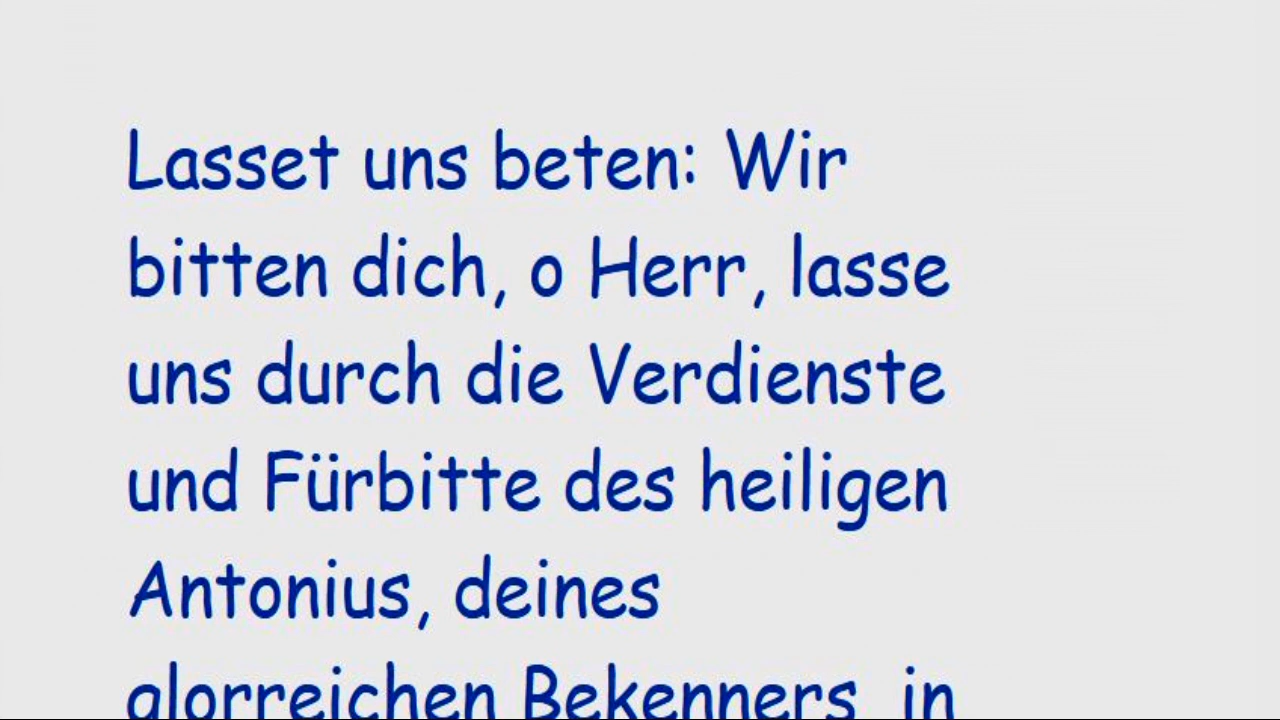 Lasset uns beten: Wir
bitten dich, o Herr, lasse
uns durch die Verdienste
und Fürbitte des heiligen
Antonius, deines
glorreichen Bekenners in